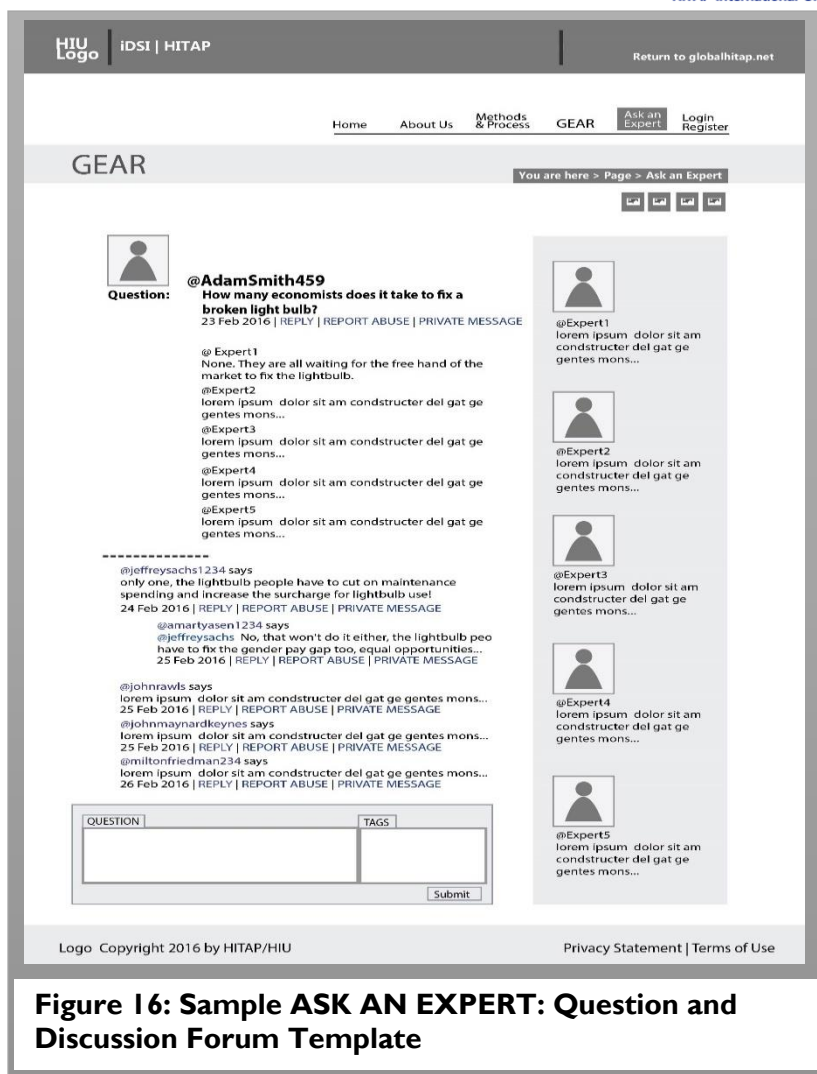 HIU
Logo
iDSI | HITAP
Return to globalhitap.net
Home
About Us
Methods
& Process
GEAR
Ask an
Expert
Login
Register
GEAR
You are here > Page > Ask an Expert
@AdamSmith459
Question:
How many economists does it take to fix a
broken light bulb?
23 Feb 2016 | REPLY | REPORT ABUSE | PRIVATE MESSAGE
@ Expert1
None. They are all waiting for the free hand of the
market to fix the lightbulb.
@Expert2
lorem ipsum dolor sit am condstructer del gat ge
gentes mons...
@Expert3
lorem ipsum dolor sit am condstructer del gat ge
gentes mons...
@Expert4
lorem ipsum dolor sit am condstructer del gat ge
gentes mons...
@Expert5
lorem ipsum dolor sit am condstructer del gat ge
gentes mons...
--------------
@jeffreysachs1234 says
only one, the lightbulb people have to cut on maintenance
spending and increase the surcharge for lightbulb use!
24 Feb 2016 | REPLY | REPORT ABUSE | PRIVATE MESSAGE
@amartyasen1234 says
@jeffreysachs No, that won't do it either, the lightbulb peo
have to fix the gender pay gap too, equal opportunities...
25 Feb 2016 | REPLY | REPORT ABUSE | PRIVATE MESSAGE
@johnrawls says
lorem ipsum dolor sit am condstructer del gat ge gentes mons...
25 Feb 2016 | REPLY | REPORT ABUSE | PRIVATE MESSAGE
@johnmaynardkeynes says
lorem ipsum dolor sit am condstructer del gat ge gentes mons...
25 Feb 2016 | REPLY | REPORT ABUSE | PRIVATE MESSAGE
@miltonfriedman234 says
lorem ipsum dolor sit am condstructer del gat ge gentes mons...
26 Feb 2016 | REPLY | REPORT ABUSE | PRIVATE MESSAGE
QUESTION
TAGS
Submit
@Expert1
lorem ipsum dolor sit am
condstructer del gat ge
gentes mons...
@Expert2
lorem ipsum dolor sit am
condstructer del gat ge
gentes mons...
@Expert3
lorem ipsum dolor sit am
condstructer del gat ge
gentes mons...
@Expert4
lorem ipsum dolor sit am
condstructer del gat ge
gentes mons...
@Expert5
lorem ipsum dolor sit am
condstructer del gat ge
gentes mons...
Logo Copyright 2016 by HITAP/HIU
Privacy Statement | Terms of Use
Figure 16: Sample ASK AN EXPERT: Question and
Discussion Forum Template